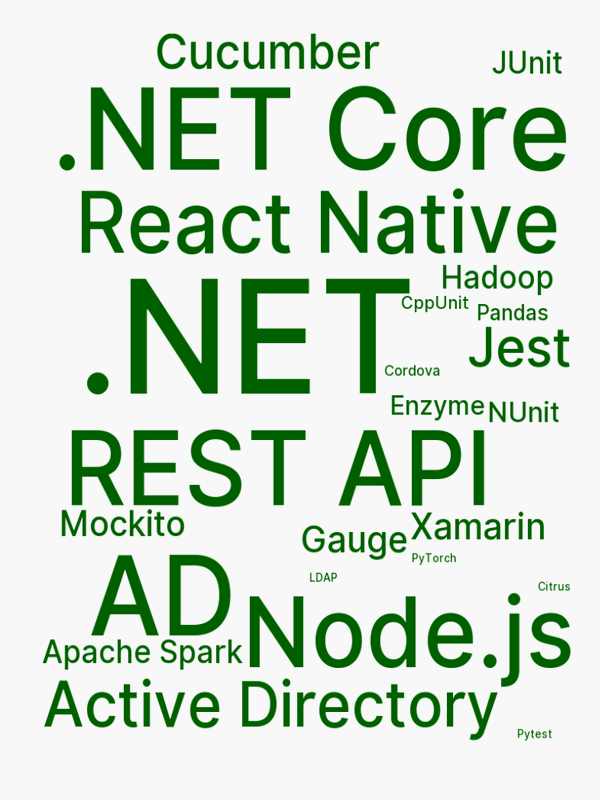 Cucumber
JUnit
.NET Core
React Native
Hadoop
.NET
CppUnit
Pandas
Jest
Cordova
Enzyme
NUnit
REST API
Mockito
Gauge
Xamarin
PyTorch
AD
LDAP
Citrus
Node.js
Apache Spark
Active Directory
Pytest